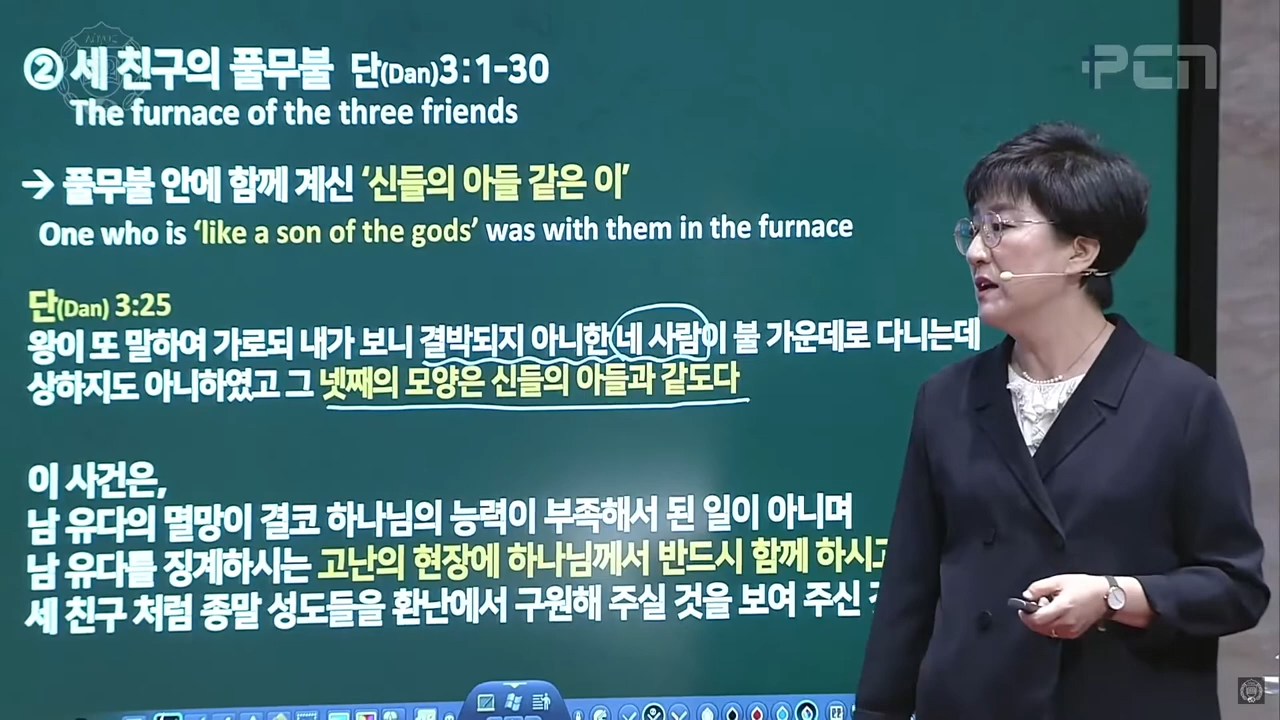 ② 세 친구의 풀무불 단(Dan)3:1-30
The furnace of the three friends
→ 풀무불 안에 함께 계신 ‘신들의 아들 같은 이’
One who is ‘like a son of the gods’ was with them in the furnace
단(Dan) 3:25
왕이 또 말하여 가로되 내가 보니 결박되지 아니한 네 사람이 불 가운데로 다니는데
상하지도 아니하였고 그 넷째의 모양은 신들의 아들과 같도다
이 사건은,
남 유다의 멸망이 결코 하나님의 능력이 부족해서 된 일이 아니며
남 유다를 징계하시는 고난의 현장에 하나님께서 반드시 함께 하시고
세 친구 처럼 종말 성도들을 환난에서 구원해 주실 것을 보여 주신
PCN